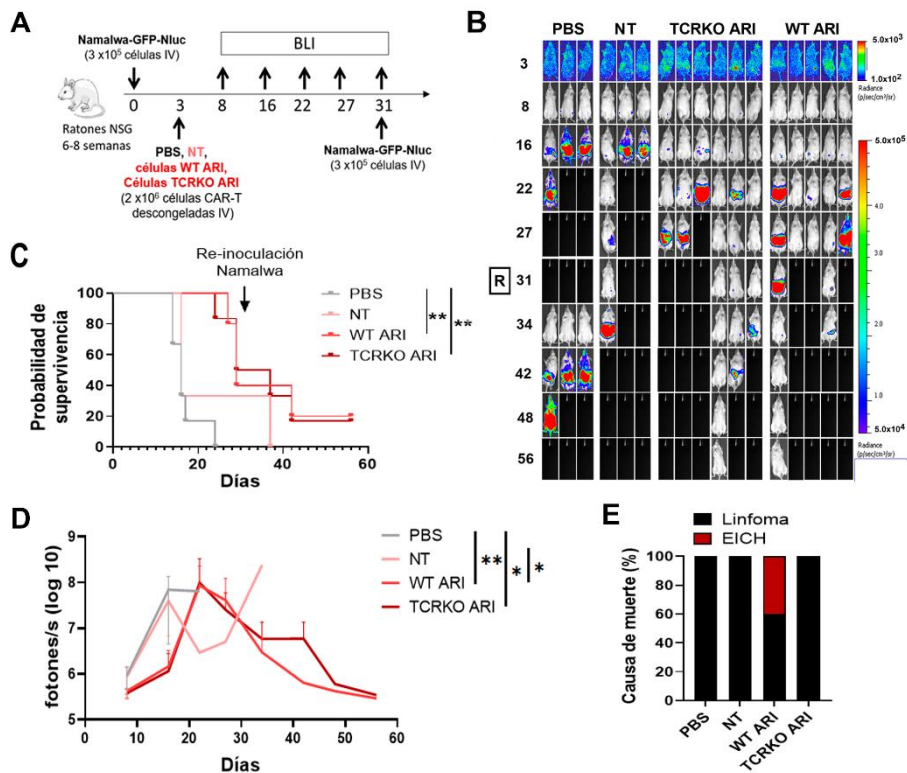 A
Namalwa-GFP-Nluc
(3 x10⁵ células IV)
BLI
0 3 8 16 22 27 31
Ratones NSG
6-8 semanas
PBS, NT,
células WT ARI,
Células TCRKO ARI
(2 x10⁶ células CAR-T
descongeladas IV)
Namalwa-GFP-Nluc
(3 x10⁵ células IV)
B
PBS NT TCRKO ARI WT ARI
3
8
16
22
27
R 31
34
42
48
56
5.0x10³
1.0x10²
Radiance
(p/sec/cm²/sr)
5.0x10⁵
4.0
3.0
2.0
1.0
5.0x10⁴
Radiance
(p/sec/cm²/sr)
C
Re-inoculación
Namalwa
Probabilidad de
supervivencia
100
80
60
40
20
0
0 20 40 60
Días
PBS
NT
WT ARI
TCRKO ARI
** **
D
fotones/s (log 10)
9
8
7
6
5
0 10 20 30 40 50 60
Días
PBS
NT
WT ARI
TCRKO ARI
** * *
E
Linfoma
EICH
Causa de muerte (%)
100
80
60
40
20
0
PBS
NT
WT ARI
TCRKO ARI